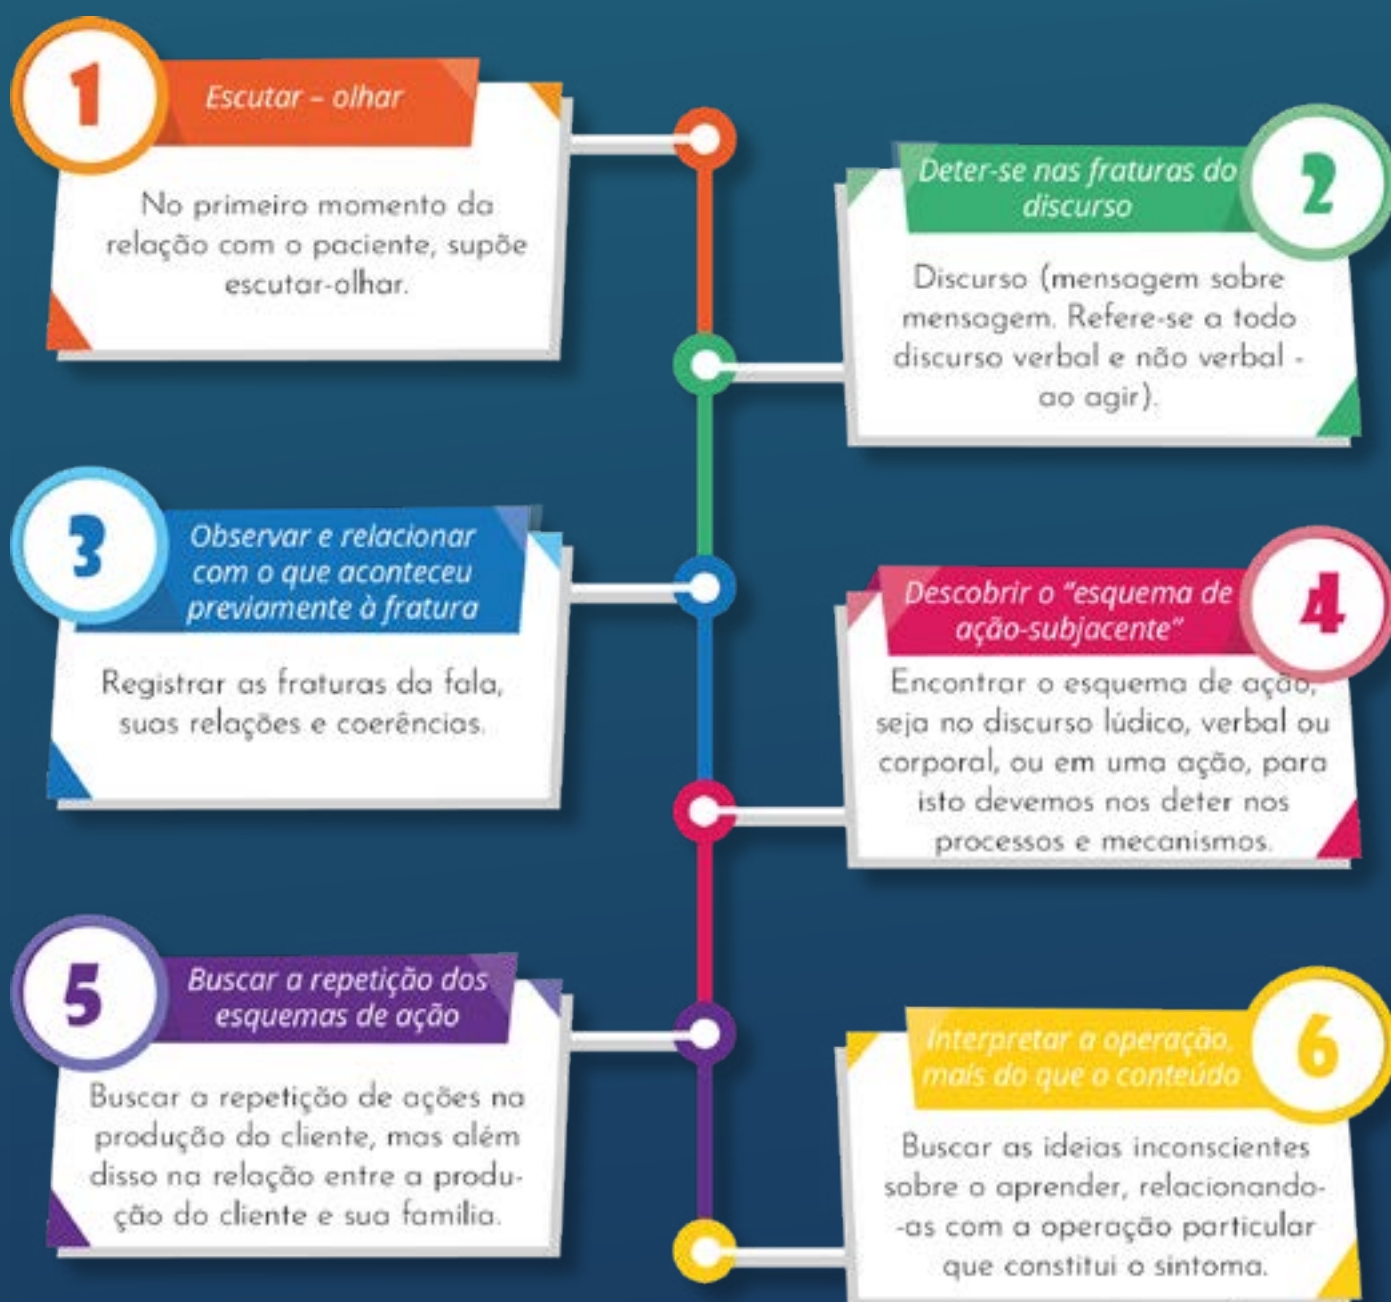 1
Escutar – olhar
No primeiro momento da
relação com o paciente, supõe
escutar-olhar.
2
Deter-se nas fraturas do
discurso
Discurso (mensagem sobre
mensagem. Refere-se a todo
discurso verbal e não verbal -
ao agir).
3
Observar e relacionar
com o que aconteceu
previamente à fratura
Registrar as fraturas da fala,
suas relações e coerências.
4
Descobrir o “esquema de
ação-subjacente”
Encontrar o esquema de ação,
seja no discurso lúdico, verbal ou
corporal, ou em uma ação, para
isto devemos nos deter nos
processos e mecanismos.
5
Buscar a repetição dos
esquemas de ação
Buscar a repetição de ações na
produção do cliente, mas além
disso na relação entre a produ-
ção do cliente e sua família.
6
Interpretar a operação,
mais do que o conteúdo
Buscar as ideias inconscientes
sobre o aprender, relacionando-
-as com a operação particular
que constitui o sintoma.